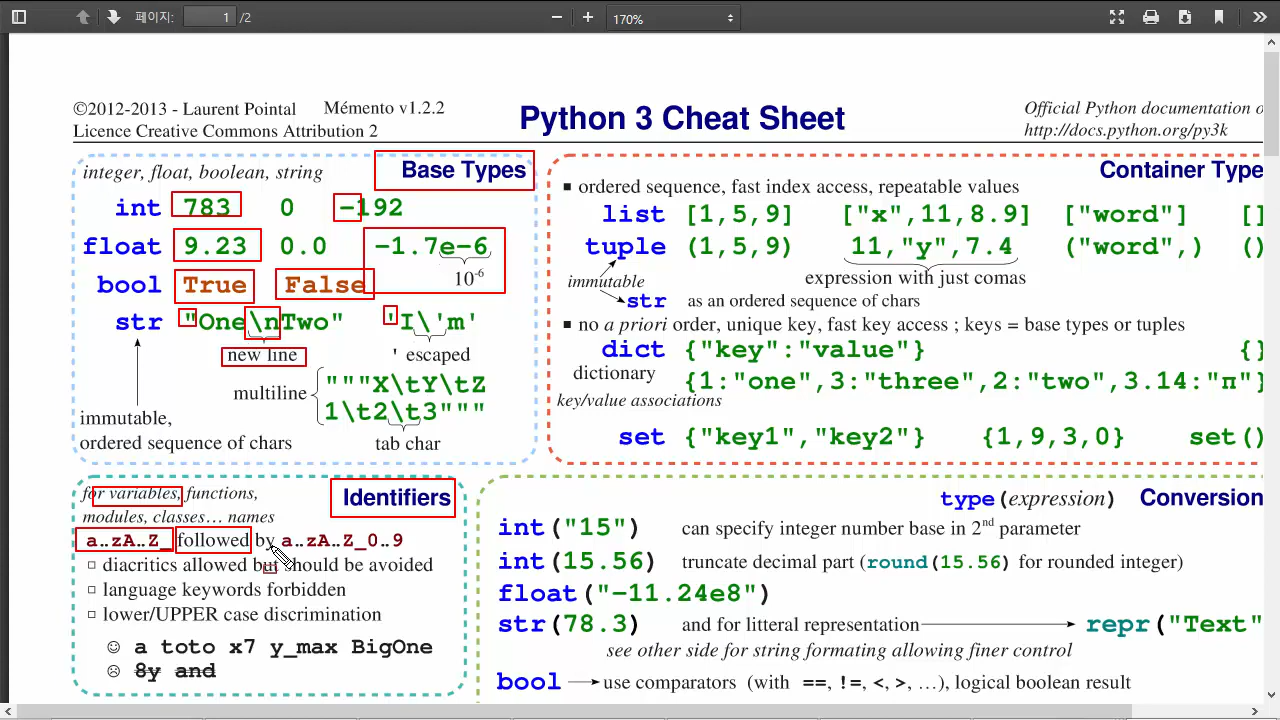 페이지: 1 /2 170%
©2012-2013 - Laurent Pointal Mémento v1.2.2
Licence Creative Commons Attribution 2
Python 3 Cheat Sheet
Official Python documentation o
http://docs.python.org/py3k
integer, float, boolean, string Base Types
int 783 0 -192
float 9.23 0.0 -1.7e-6
10-6
bool True False
str "One\nTwo" 'I\'m'
new line ' escaped
multiline """X\tY\tZ
1\t2\t3"""
tab char
immutable,
ordered sequence of chars
Container Type
▪ ordered sequence, fast index access, repeatable values
list [1,5,9] ["x",11,8.9] ["word"] []
tuple (1,5,9) 11,"y",7.4 ("word",) ()
immutable expression with just comas
str as an ordered sequence of chars
▪ no a priori order, unique key, fast key access ; keys = base types or tuples
dict {"key":"value"} {}
dictionary {1:"one",3:"three",2:"two",3.14:"π"}
key/value associations
set {"key1","key2"} {1,9,3,0} set()
for variables, functions, Identifiers
modules, classes… names
a..zA..Z_ followed by a..zA..Z_0..9
▫ diacritics allowed but should be avoided
▫ language keywords forbidden
▫ lower/UPPER case discrimination
☺ a toto x7 y_max BigOne
☹ 8y and
type(expression) Conversion
int("15") can specify integer number base in 2nd parameter
int(15.56) truncate decimal part (round(15.56) for rounded integer)
float("-11.24e8")
str(78.3) and for litteral representation repr("Text"
see other side for string formating allowing finer control
bool use comparators (with ==, !=, <, >, …), logical boolean result